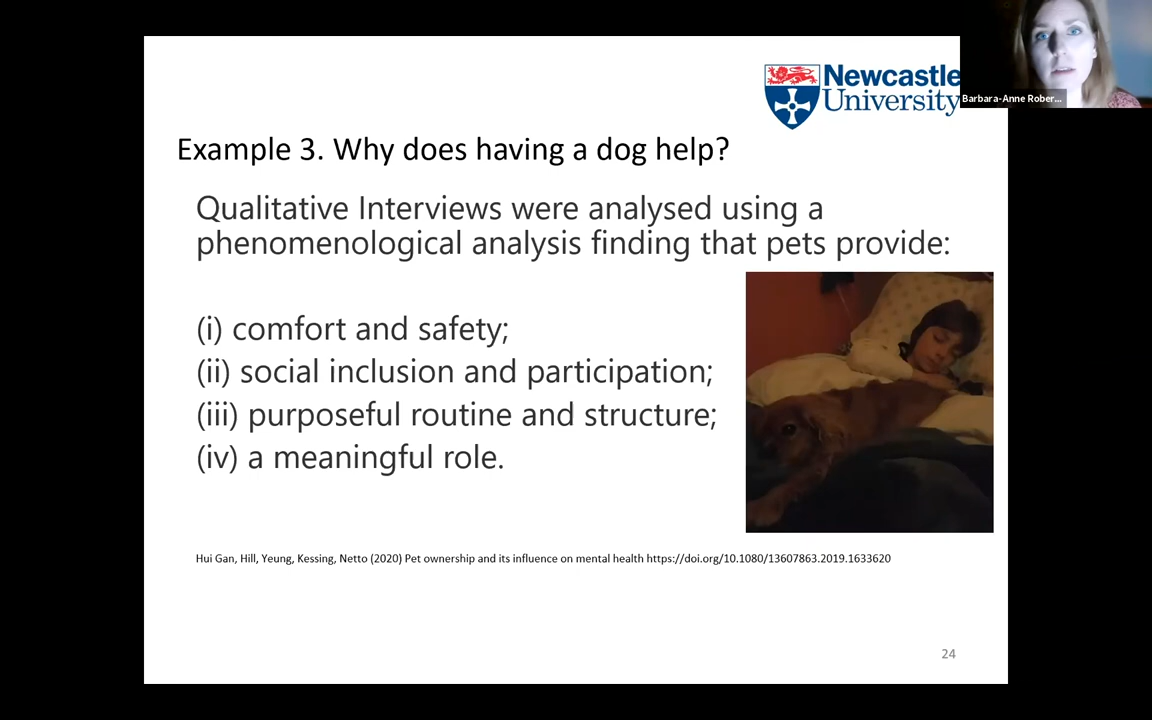 Newcastle
University
Barbara-Anne Rober...
Example 3. Why does having a dog help?
Qualitative Interviews were analysed using a
phenomenological analysis finding that pets provide:
(i) comfort and safety;
(ii) social inclusion and participation;
(iii) purposeful routine and structure;
(iv) a meaningful role.
Hui Gan, Hill, Yeung, Kessing, Netto (2020) Pet ownership and its influence on mental health https://doi.org/10.1080/13607863.2019.1633620
24